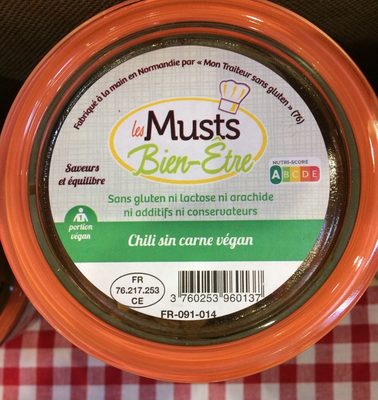 Fabriqué à la main en Normandie par « Mon Traiteur sans gluten » (76)
les Musts
Bien-Être
Saveurs
et équilibre
NUTRI-SCORE
A B C D E
Sans gluten ni lactose ni arachide
ni additifs ni conservateurs
1
portion
végan
Chili sin carne végan
FR
76.217.253
CE
3 760253 960137
FR-091-014